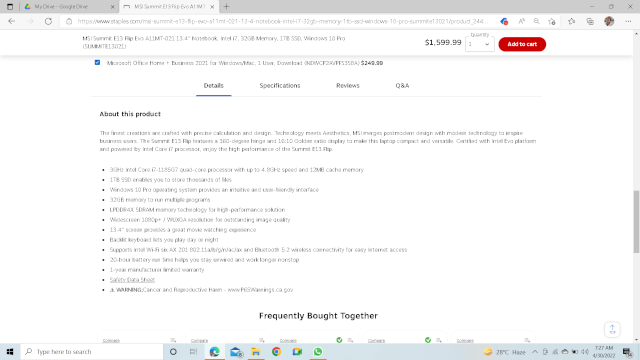 My Drive - Google Drive
MSI Summit E13 Flip Evo A11MT
https://www.staples.com/msi-summit-e13-flip-evo-a11mt-021-13-4-notebook-intel-i7-32gb-memory-1tb-ssd-windows-10-pro-summite13021/product_244...
MSI Summit E13 Flip Evo A11MT-021 13.4" Notebook, Intel i7, 32GB Memory, 1TB SSD, Windows 10 Pro
(SUMMITE13021)
$1,599.99
Quantity
1
Add to cart
Microsoft Office Home + Business 2021 for Windows/Mac, 1 User, Download $249.99
Details
Specifications
Reviews
Q&A
About this product
The finest creations are crafted with precise calculation and design. Technology meets Aesthetics, MSI merges postmodern design with modern technology to inspire
business users. The Summit E13 Flip features a 360-degree hinge and 16:10 Golden ratio display to make this laptop compact and versatile. Certified with Intel Evo platform
and powered by Intel Core i7 processor, enjoy the high performance of the Summit E13 Flip.
• 3GHz Intel Core i7-1185G7 quad-core processor with up to 4.8GHz speed and 12MB cache memory
• 1TB SSD enables you to store thousands of files
• Windows 10 Pro operating system provides an intuitive and user-friendly interface
• 32GB memory to run multiple programs
• LPDDR4X SDRAM memory technology for high-performance solution
• Widescreen 1080p+ / WUXGA resolution for outstanding image quality
• 13.4" screen provides a great movie watching experience
• Backlit keyboard lets you play day or night
• Supports Intel Wi-Fi 6E AX 201 802.11a/b/g/n/ac/ax and Bluetooth 5.2 wireless connectivity for easy internet access
• 20-hour battery run time helps you stay unwired and work longer nonstop
• 1-year manufacturer limited warranty
• Safety Data Sheet
• ⚠ WARNING:Cancer and Reproductive Harm - www.P65Warnings.ca.gov
Frequently Bought Together
Compare
Compare
Compare
Compare
Compare
Type here to search
28°C Haze
7:27 AM
4/30/2022